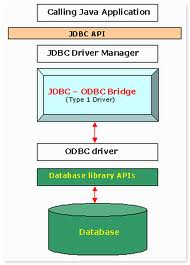 Calling Java Application
JDBC API
JDBC Driver Manager
JDBC – ODBC Bridge
(Type 1 Driver)
ODBC driver
Database library APIs
Database